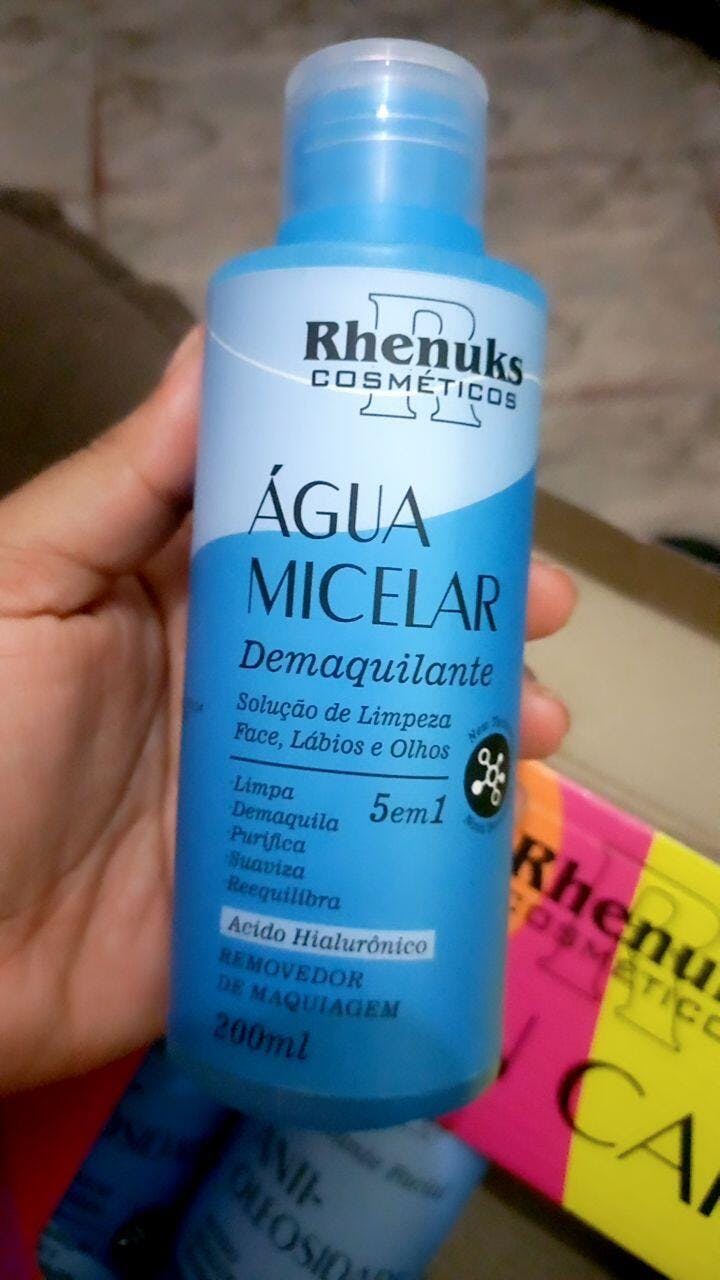 R
Rhenuks
COSMÉTICOS
ÁGUA
MICELAR
Demaquilante
Solução de Limpeza
Face, Lábios e Olhos
·Limpa
·Demaquila
·Purifica
·Suaviza
·Reequilibra
5em1
Acido Hialurônico
REMOVEDOR
DE MAQUIAGEM
200ml
R
Rhenuks
COSMÉTICOS